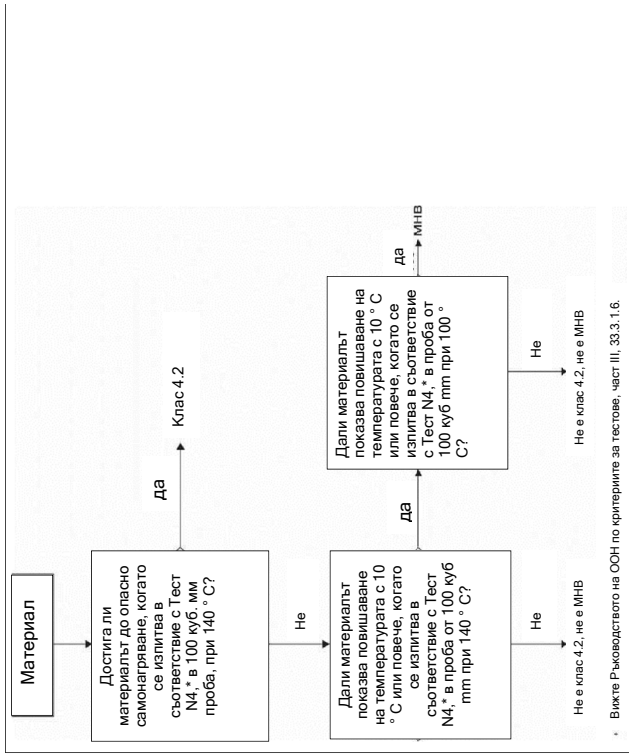 Материал
Достига ли
материалът до опасно
самонагряване, когато
се изпитва в
съответствие с Тест
N4,* в 100 куб. мм
проба, при 140 ° C?
да
Клас 4.2
Не
Дали материалът
показва повишаване
на температурата с 10
° C или повече, когато
се изпитва в
съответствие с Тест
N4,* в проба от 100 куб
mm при 140 ° C?
да
Дали материалът
показва повишаване на
температурата с 10 ° C
или повече, когато се
изпитва в съответствие
с Тест N4,* в проба от
100 куб mm при 100 °
C?
да
МНВ
Не
Не е клас 4.2, не е МНВ
Не
Не е клас 4.2, не е МНВ
* Вижте Ръководството на ООН по критериите за тестове, част III, 33.3.1.6.